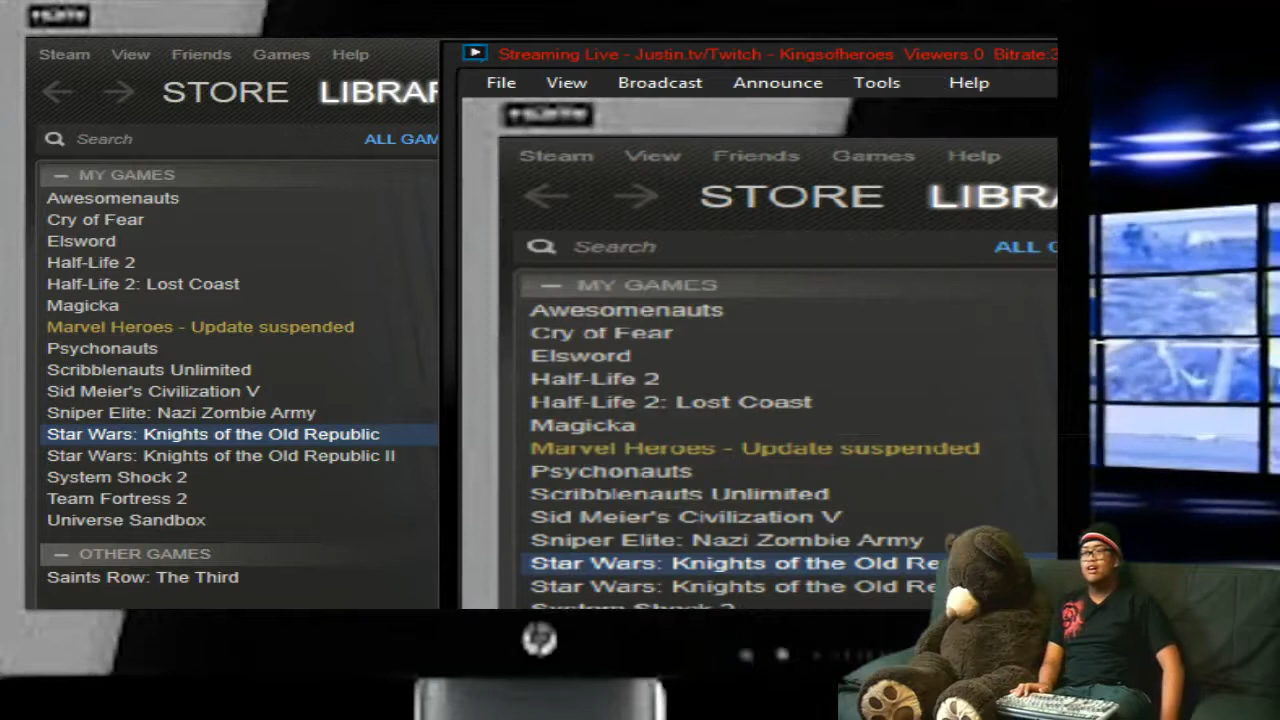 Steam View Friends Games Help
STORE LIBRAR
Search ALL GAM
MY GAMES
Awesomenauts
Cry of Fear
Elsword
Half-Life 2
Half-Life 2: Lost Coast
Magicka
Marvel Heroes - Update suspended
Psychonauts
Scribblenauts Unlimited
Sid Meier's Civilization V
Sniper Elite: Nazi Zombie Army
Star Wars: Knights of the Old Republic
Star Wars: Knights of the Old Republic II
System Shock 2
Team Fortress 2
Universe Sandbox
OTHER GAMES
Saints Row: The Third
Streaming Live - Justin.tv/Twitch - Kingsofheroes Viewers:0 Bitrate:3
File View Broadcast Announce Tools Help
Steam View Friends Games Help
STORE LIBRA
Search ALL G
MY GAMES
Awesomenauts
Cry of Fear
Elsword
Half-Life 2
Half-Life 2: Lost Coast
Magicka
Marvel Heroes - Update suspended
Psychonauts
Scribblenauts Unlimited
Sid Meier's Civilization V
Sniper Elite: Nazi Zombie Army
Star Wars: Knights of the Old Re
Star Wars: Knights of the Old Re
System Shock 2
hp